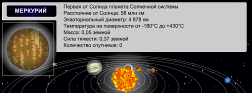 МЕРКУРИЙ
Первая от Солнца планета Солнечной системы
Расстояние от Солнца: 58 млн км
Экваториальный диаметр: 4 878 км
Температура на поверхности от -180°С до +430°С
Масса: 0,05 земной
Сила тяжести: 0,37 земной
Количество спутников: 0